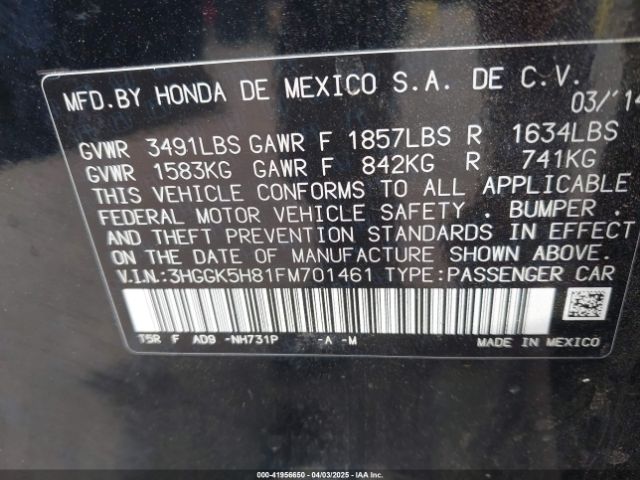 MFD.BY HONDA DE MEXICO S.A. DE C.V.
03/'14
GVWR 3491LBS GAWR F 1857LBS R 1634LBS
GVWR 1583KG GAWR F 842KG R 741KG
THIS VEHICLE CONFORMS TO ALL APPLICABLE
FEDERAL MOTOR VEHICLE SAFETY . BUMPER .
AND THEFT PREVENTION STANDARDS IN EFFECT
ON THE DATE OF MANUFACTURE SHOWN ABOVE.
V.I.N.:3HGGK5H81FM701461 TYPE:PASSENGER CAR
T5R F AD9 -NH731P -A -M
MADE IN MEXICO
000-41956650 - 04/03/2025 - IAAI.COM